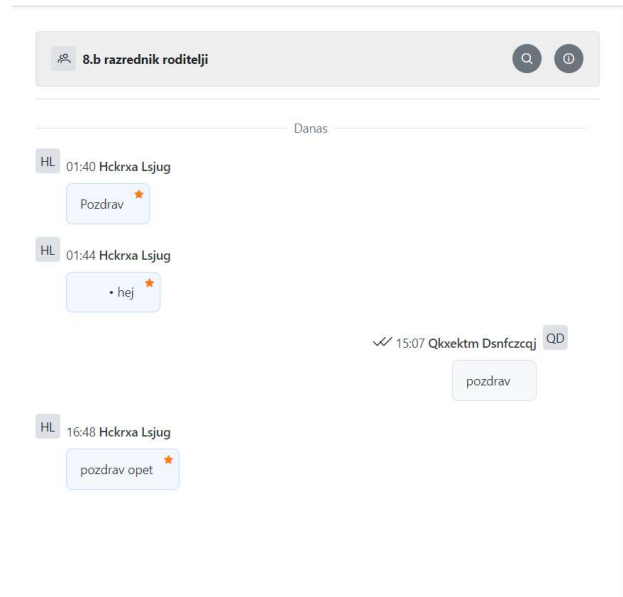 8.b razrednik roditelji
Danas
HL 01:40 Hckrxa Lsjug
Pozdrav
HL 01:44 Hckrxa Lsjug
• hej
15:07 Qkxektm Dsnfczcqj QD
pozdrav
HL 16:48 Hckrxa Lsjug
pozdrav opet